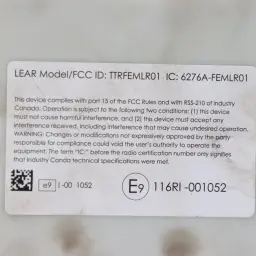 LEAR Model/FCC ID: TTRFEMLR01 IC: 6276A-FEMLR01
This device complies with part 15 of the FCC Rules and with RSS-210 of Industry
Canada. Operation is subject to the following two conditions: (1) this device
must not cause harmful interference, and (2) this device must accept any
interference received, including interference that may cause undesired operation.
WARNING: Changes or modifications not expressively approved by the party
responsible for compliance could void the user's authority to operate the
equipment. The term "IC:" before the radio certification number only signifies
that Industry Canda technical specifications were met.
e9 I-00 1052
E9 116RI -001052